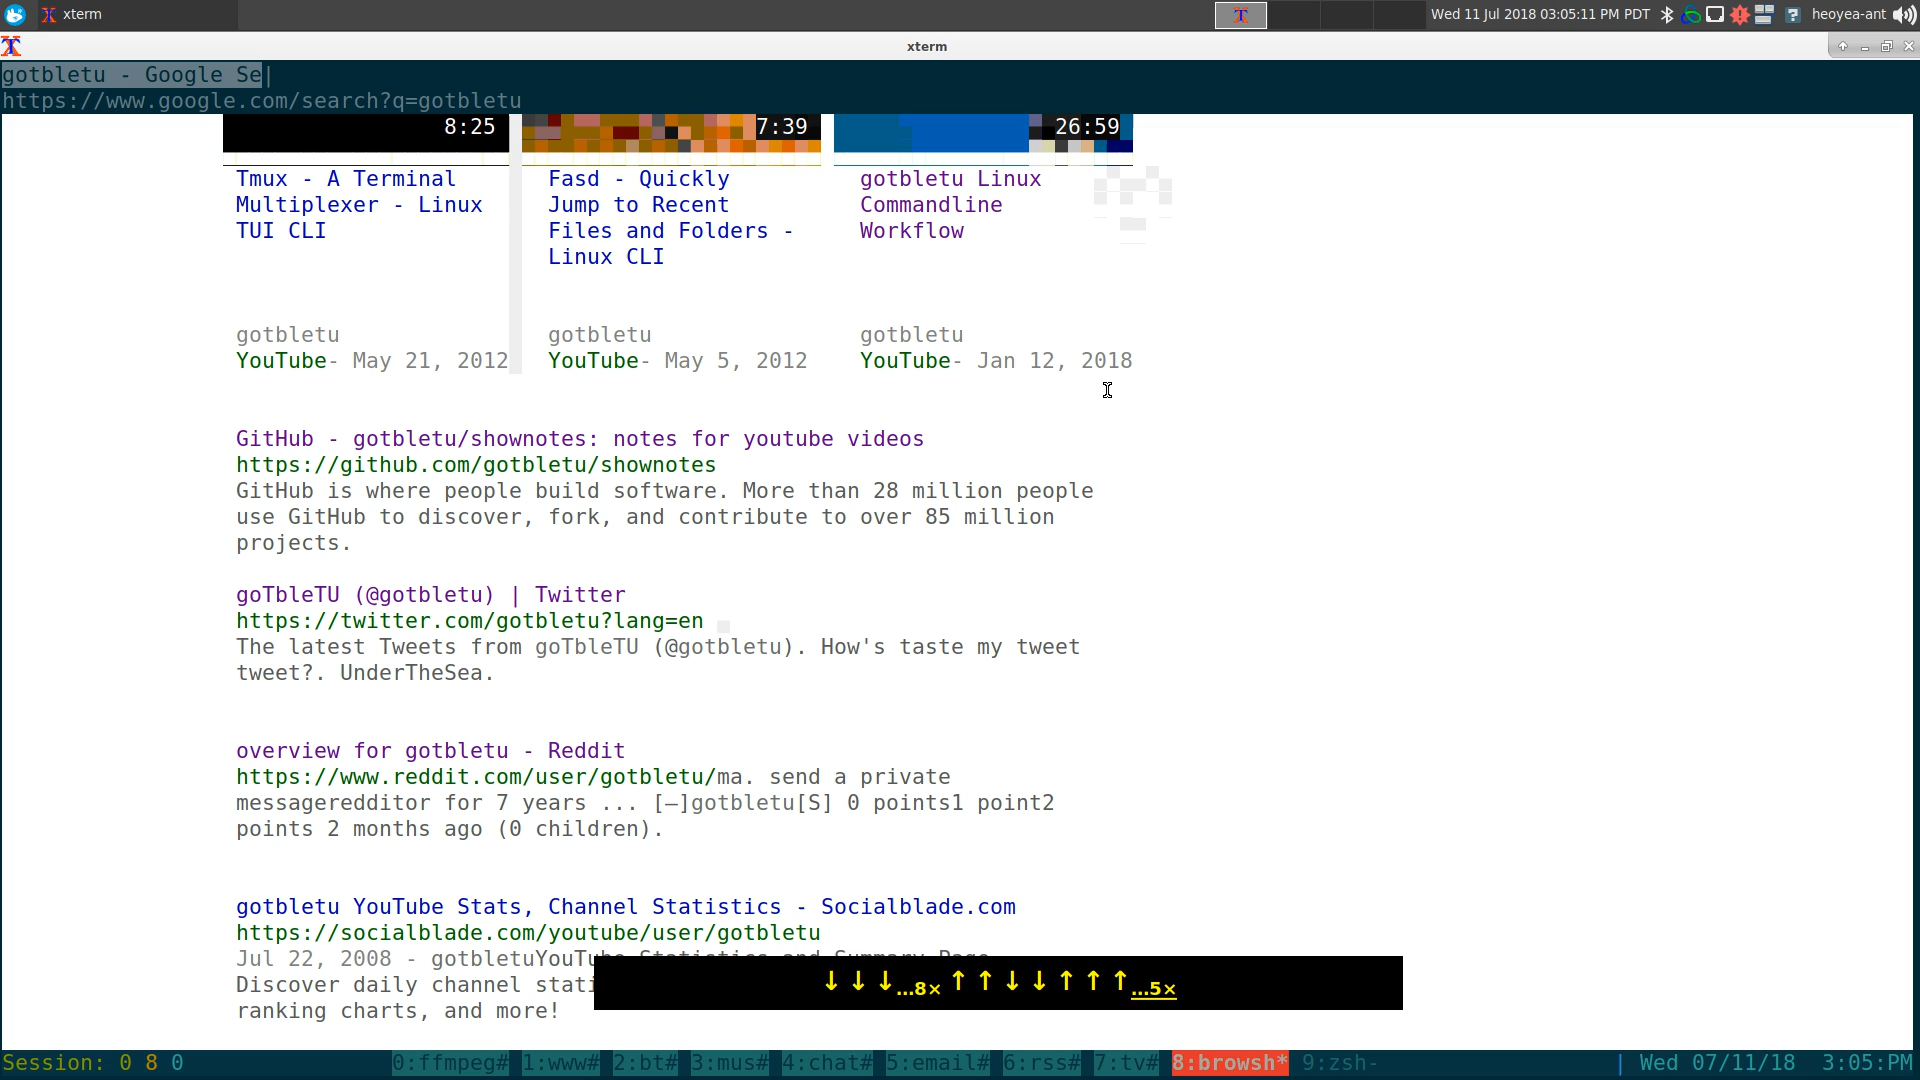 xterm
Wed 11 Jul 2018 03:05:11 PM PDT
heoyea-ant
xterm
gotbletu - Google Se
https://www.google.com/search?q=gotbletu
8:25 7:39 26:59
Tmux - A Terminal Multiplexer - Linux TUI CLI
Fasd - Quickly Jump to Recent Files and Folders - Linux CLI
gotbletu Linux Commandline Workflow
gotbletu gotbletu gotbletu
YouTube- May 21, 2012 YouTube- May 5, 2012 YouTube- Jan 12, 2018
GitHub - gotbletu/shownotes: notes for youtube videos
https://github.com/gotbletu/shownotes
GitHub is where people build software. More than 28 million people
use GitHub to discover, fork, and contribute to over 85 million
projects.
goTbleTU (@gotbletu) | Twitter
https://twitter.com/gotbletu?lang=en
The latest Tweets from goTbleTU (@gotbletu). How's taste my tweet
tweet?. UnderTheSea.
overview for gotbletu - Reddit
https://www.reddit.com/user/gotbletu/ma. send a private
messageredditor for 7 years ... [–]gotbletu[S] 0 points1 point2
points 2 months ago (0 children).
gotbletu YouTube Stats, Channel Statistics - Socialblade.com
https://socialblade.com/youtube/user/gotbletu
Jul 22, 2008 - gotbletuYouTube Statistics and Summary Page
Discover daily channel stati
ranking charts, and more!
↓↓↓…8×↑↑↓↓↑↑↑…5×
Session: 0 8 0 0:ffmpeg# 1:www# 2:bt# 3:mus# 4:chat# 5:email# 6:rss# 7:tv# 8:browsh* 9:zsh- | Wed 07/11/18 3:05:PM